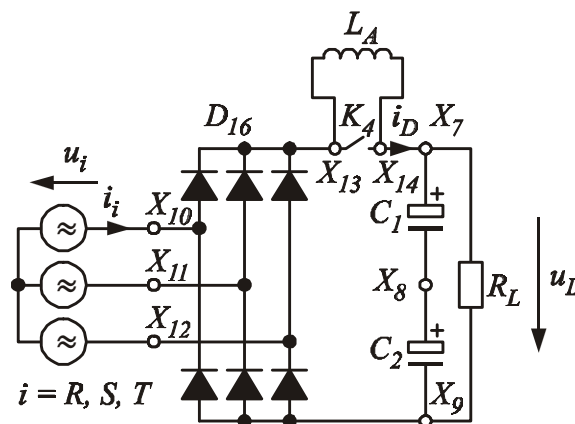 L_A
D_16
K_4
i_D
X_7
X_13
X_14
u_i
i_i
X_10
+
C_1
≈
X_11
≈
X_8
R_L
u_L
X_12
≈
+
C_2
i = R, S, T
X_9